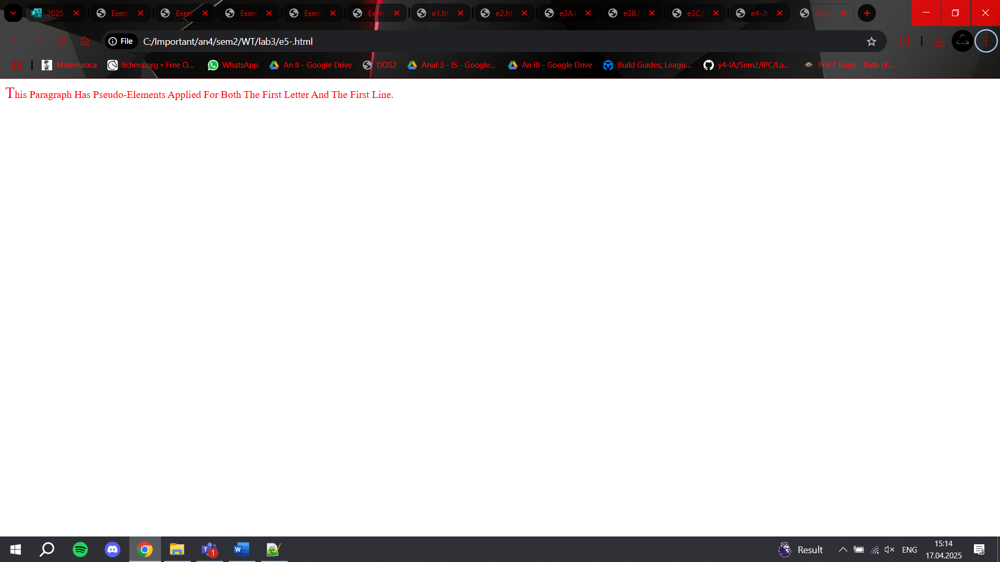 2025
Exerc
Exerc
Exerc
Exerc
Exerc
e1.ht
e2.ht
e3A.h
e3B.h
e3C.h
e4-.h
e5-.h
File C:/Important/an4/sem2/WT/lab3/e5-.html
Matematica lichess.org • Free O... WhatsApp An II - Google Drive DOS2 Anul 3 - IS - Google... An III - Google Drive Build Guides, Leagu... y4-IA/Sem2/IPC/La... PoE2 Trade - Path of...
This Paragraph Has Pseudo-Elements Applied For Both The First Letter And The First Line.
Result ENG 15:14
17.04.2025
1